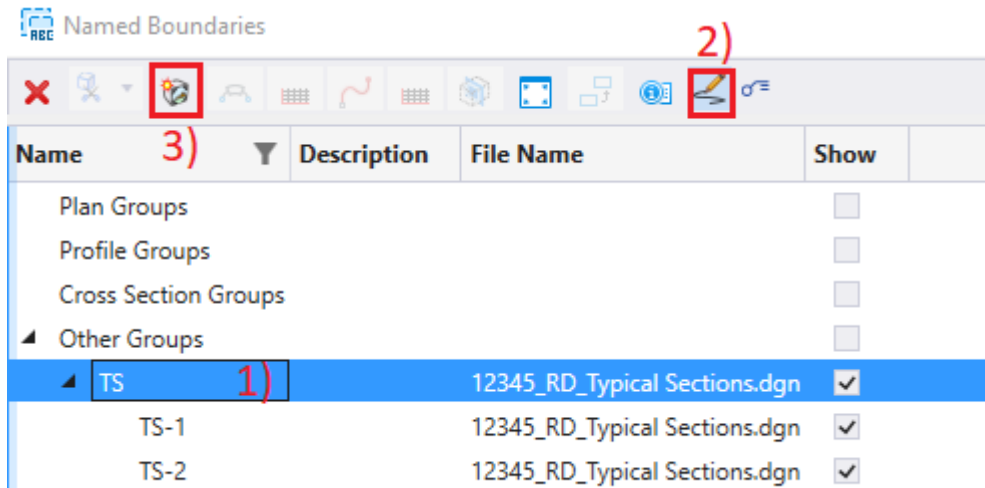 ABC Named Boundaries
2)
3)
Name Description File Name Show
Plan Groups
Profile Groups
Cross Section Groups
Other Groups
TS 1) 12345_RD_Typical Sections.dgn
TS-1 12345_RD_Typical Sections.dgn
TS-2 12345_RD_Typical Sections.dgn